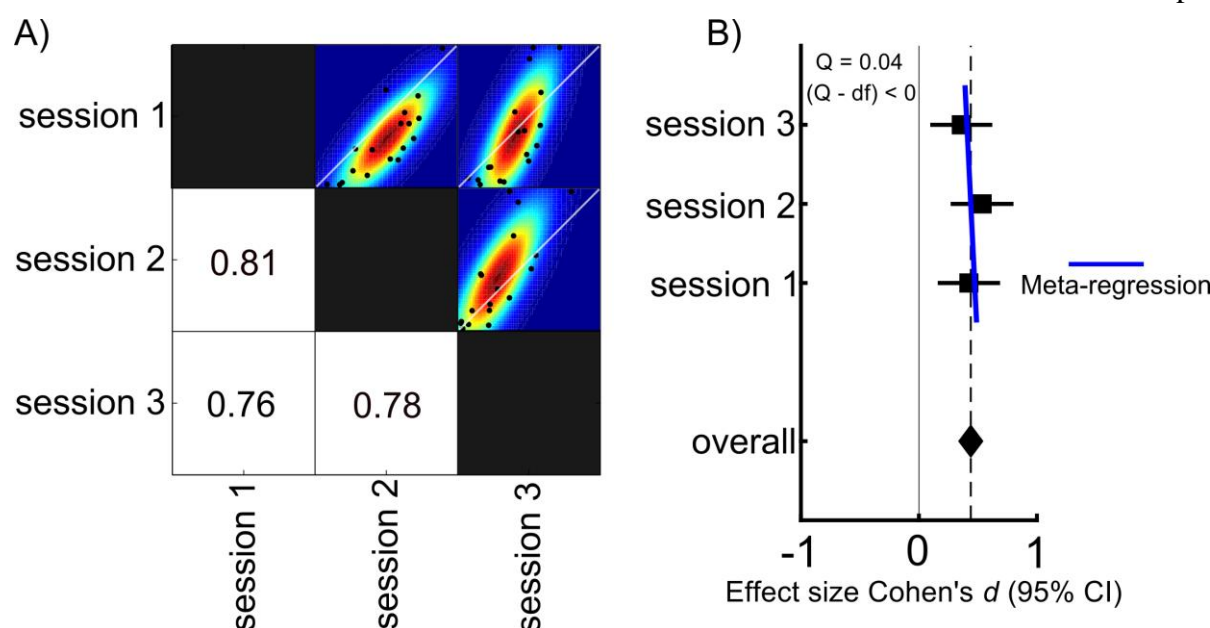 A)
session 1
session 2
session 3
0.81
0.76
0.78
session 1
session 2
session 3
B)
Q = 0.04
(Q - df) < 0
session 3
session 2
session 1
Meta-regression
overall
-1
0
1
Effect size Cohen's d (95% CI)